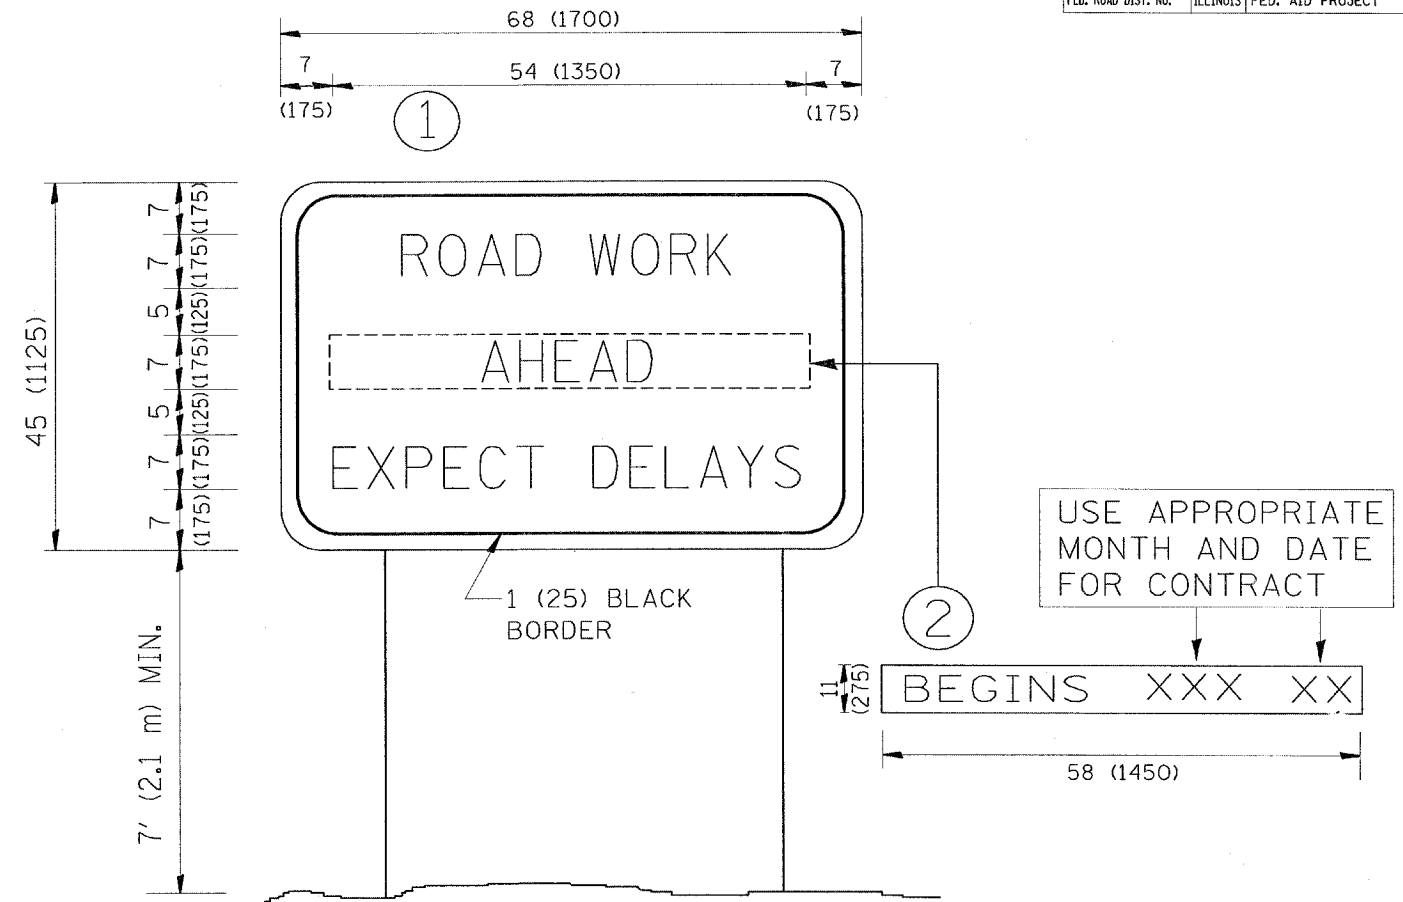 FED. ROAD DIST. NO. ILLINOIS FED. AID PROJECT
68 (1700)
7 54 (1350) 7
(175) (175)
1
7 (175)
7 (175)
5 (125)
7 (175)
5 (125)
7 (175)
7 (175)
45 (1125)
ROAD WORK
AHEAD
EXPECT DELAYS
1 (25) BLACK
BORDER
7' (2.1 m) MIN.
USE APPROPRIATE
MONTH AND DATE
FOR CONTRACT
2
11
(275)
BEGINS XXX XX
58 (1450)